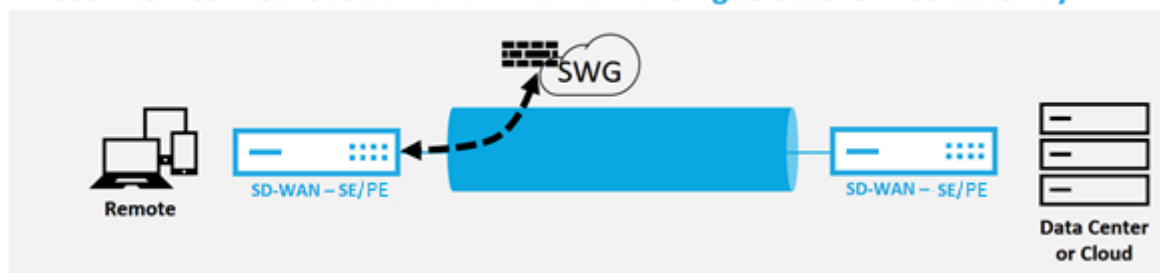 SWG
SD-WAN – SE/PE
SD-WAN – SE/PE
Remote
Data Center
or Cloud